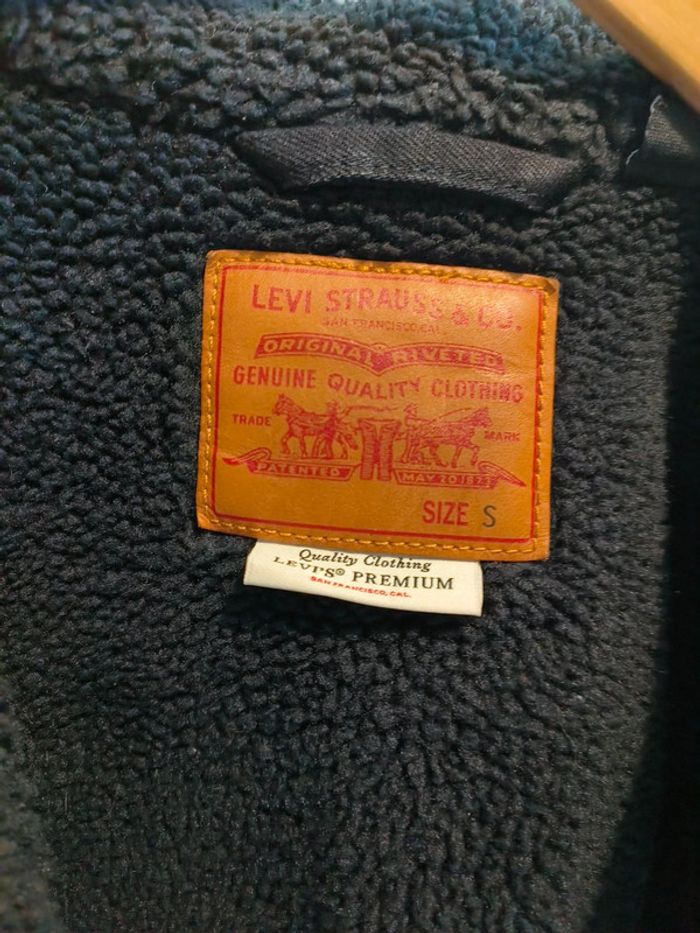 LEVI STRAUSS & CO.
SAN FRANCISCO, CAL.
ORIGINAL RIVETED
GENUINE QUALITY CLOTHING
TRADE MARK
PATENTED MAY 20 1873
SIZE S
Quality Clothing
LEVI'S® PREMIUM
SAN FRANCISCO, CAL.